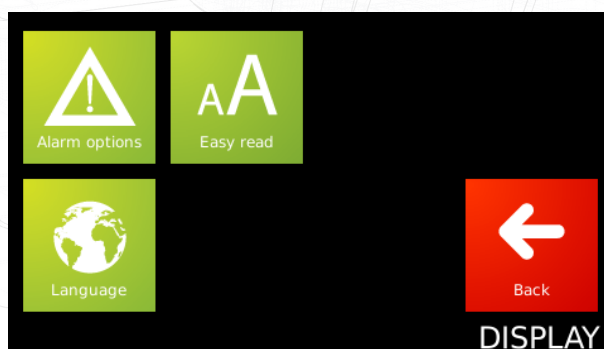 AA
Alarm options
Easy read
Language
Back
DISPLAY